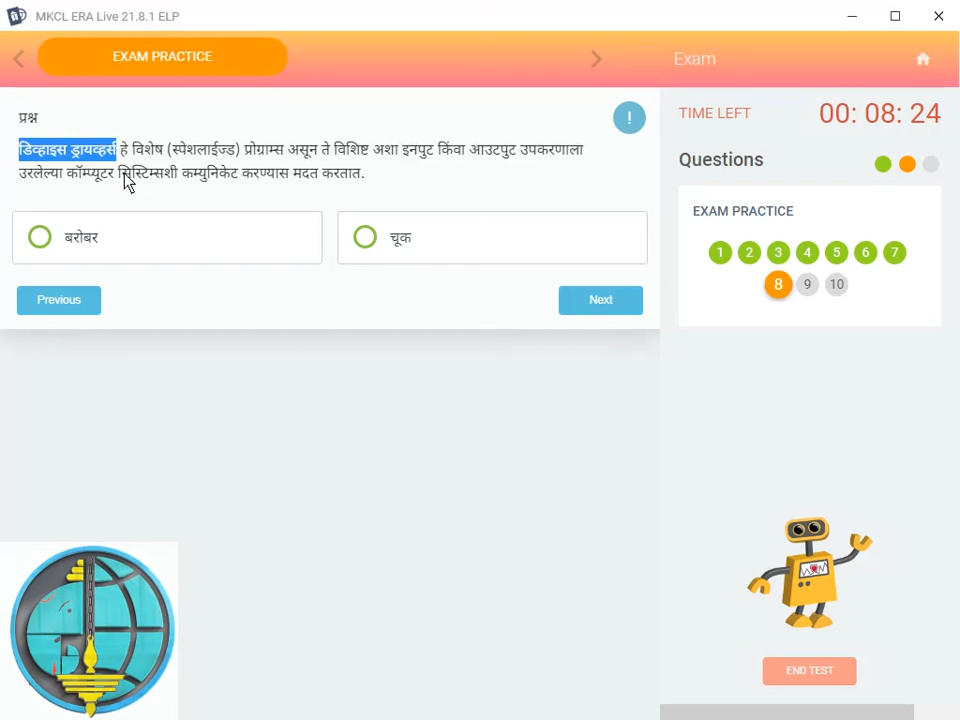 MKCL ERA Live 21.8.1 ELP
EXAM PRACTICE
Exam
प्रश्न
!
डिव्हाइस ड्रायव्हर्स हे विशेष (स्पेशलाईज्ड) प्रोग्राम्स असून ते विशिष्ट अशा इनपुट किंवा आउटपुट उपकरणाला
उरलेल्या कॉम्प्यूटर सिस्टिम्सशी कम्युनिकेट करण्यास मदत करतात.
बरोबर
चूक
Previous
Next
TIME LEFT
00: 08: 24
Questions
EXAM PRACTICE
1 2 3 4 5 6 7
8 9 10
END TEST